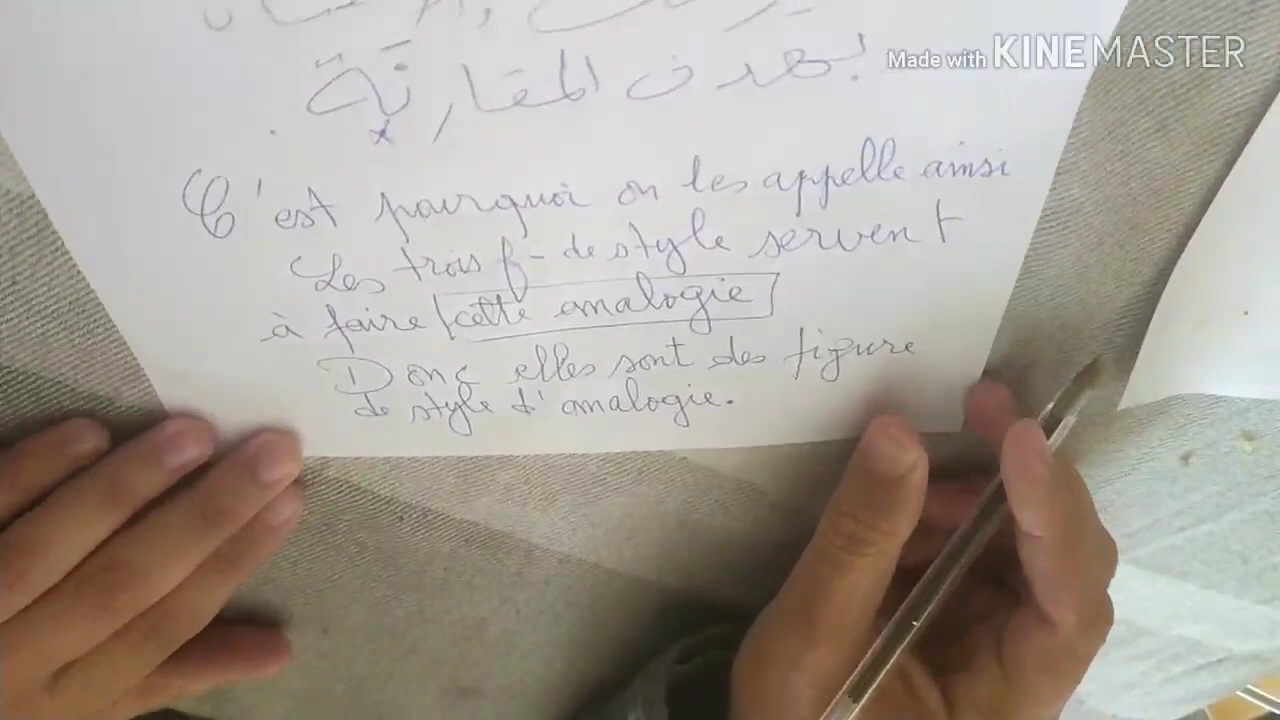 Made with KINEMASTER
بهدف المقارنَة
C'est pourquoi on les appelle ainsi
Les trois f- de style servent
à faire cette analogie
Donc elles sont des figure
de style d'analogie.